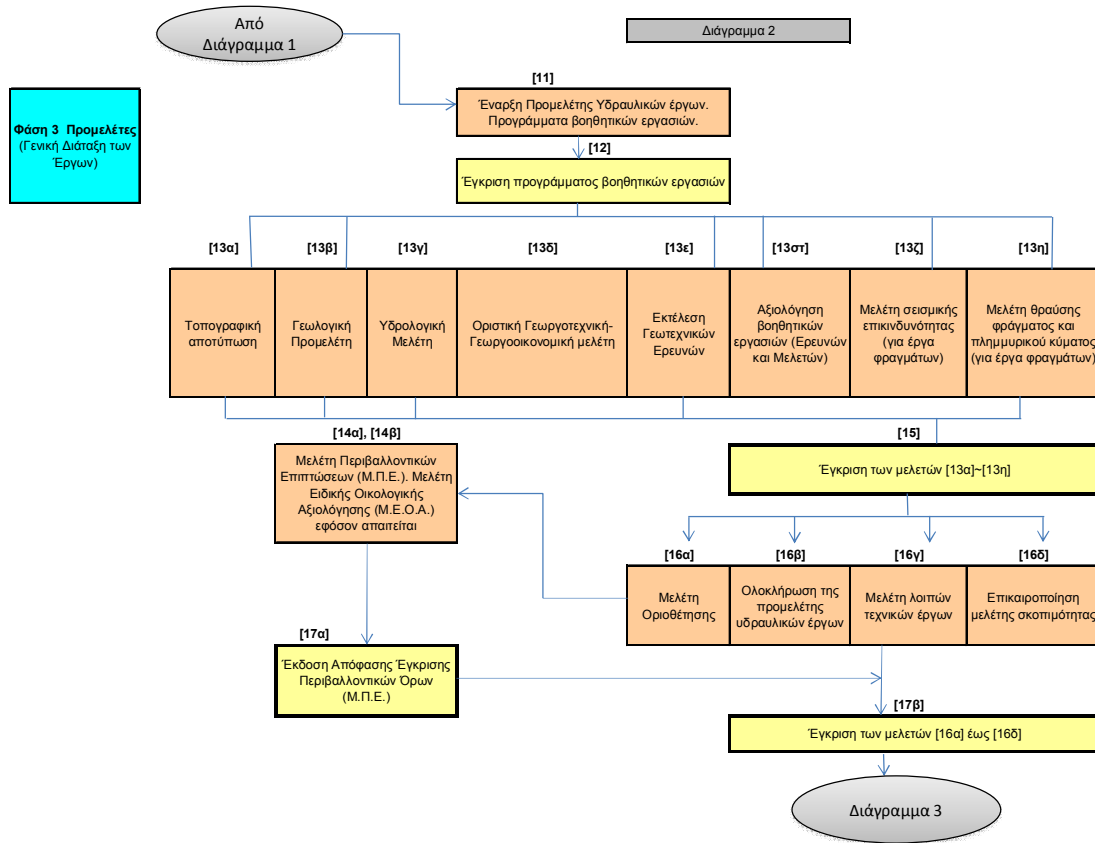 Από
Διάγραμμα 1
Διάγραμμα 2
[11]
Έναρξη Προμελέτης Υδραυλικών έργων.
Προγράμματα βοηθητικών εργασιών.
Φάση 3 Προμελέτες
(Γενική Διάταξη των
Έργων)
[12]
Έγκριση προγράμματος βοηθητικών εργασιών
[13α]
[13β]
[13γ]
[13δ]
[13ε]
[13στ]
[13ζ]
[13η]
Τοπογραφική
αποτύπωση
Γεωλογική
Προμελέτη
Υδρολογική
Μελέτη
Οριστική Γεωργοτεχνική-
Γεωργοοικονομική μελέτη
Εκτέλεση
Γεωτεχνικών
Ερευνών
Αξιολόγηση
βοηθητικών
εργασιών (Ερευνών
και Μελετών)
Μελέτη σεισμικής
επικινδυνότητας
(για έργα
φραγμάτων)
Μελέτη θραύσης
φράγματος και
πλημμυρικού κύματος
(για έργα φραγμάτων)
[14α], [14β]
Μελέτη Περιβαλλοντικών
Επιπτώσεων (Μ.Π.Ε.). Μελέτη
Ειδικής Οικολογικής
Αξιολόγησης (Μ.Ε.Ο.Α.)
εφόσον απαιτείται
[15]
Έγκριση των μελετών [13α]~[13η]
[16α]
[16β]
[16γ]
[16δ]
Μελέτη
Οριοθέτησης
Ολοκλήρωση της
προμελέτης
υδραυλικών έργων
Μελέτη λοιπών
τεχνικών έργων
Επικαιροποίηση
μελέτης σκοπιμότητας
[17α]
Έκδοση Απόφασης Έγκρισης
Περιβαλλοντικών Όρων
(Μ.Π.Ε.)
[17β]
Έγκριση των μελετών [16α] έως [16δ]
Διάγραμμα 3